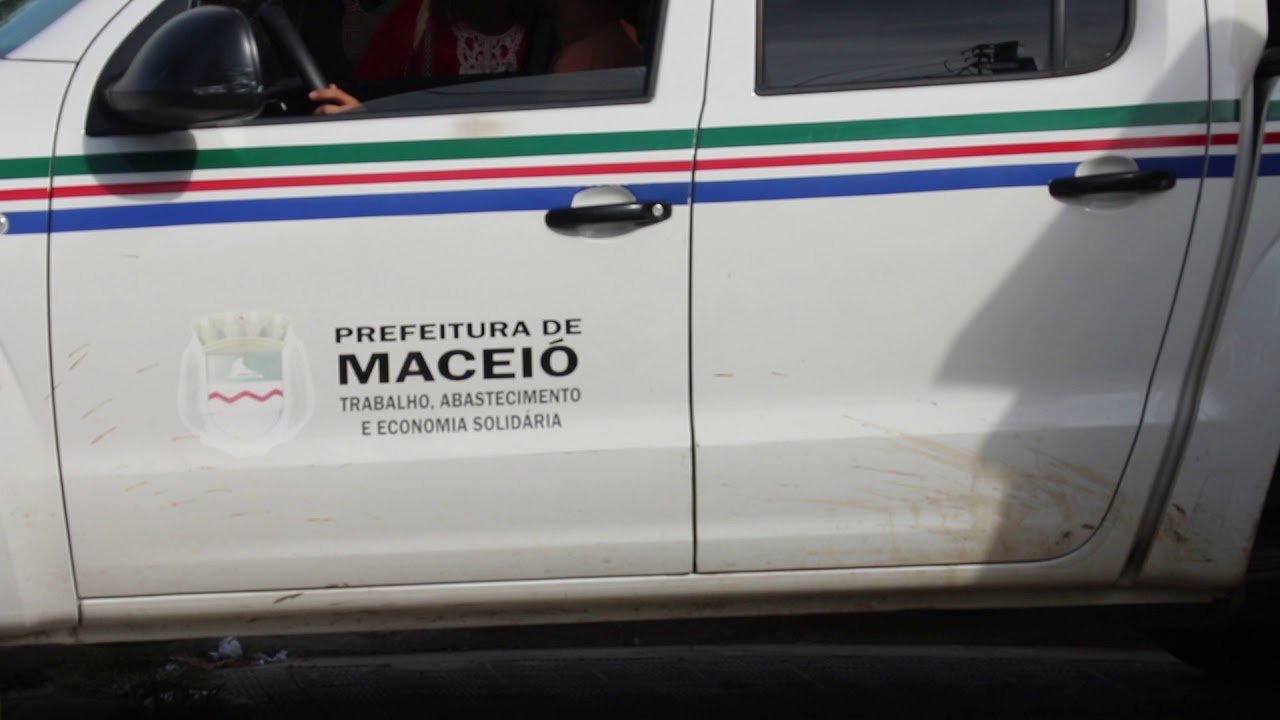 PREFEITURA DE
MACEIÓ
TRABALHO, ABASTECIMENTO
E ECONOMIA SOLIDÁRIA